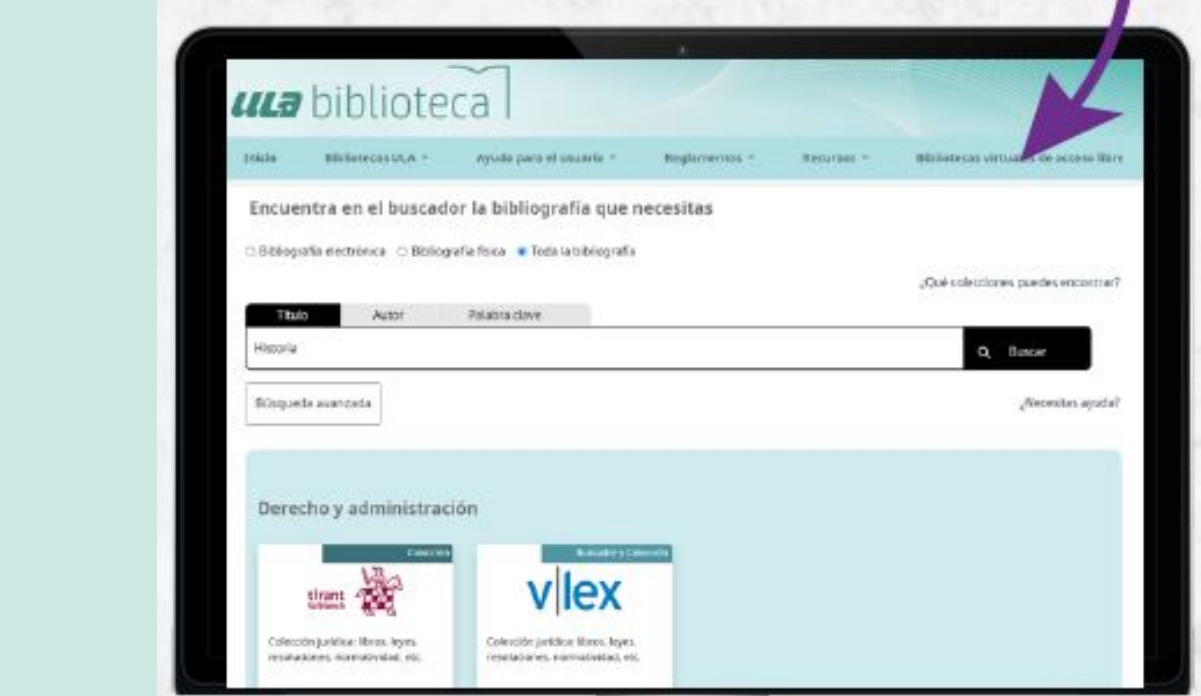 ULA biblioteca
Inicio Bibliotecas ULA Ayuda para el usuario Reglamentos Recursos Bibliotecas virtuales de acceso libre
Encuentra en el buscador la bibliografía que necesitas
Bibliografía electrónica Bibliografía física Toda la bibliografía
¿Qué colecciones puedes encontrar?
Título Autor Palabra clave
Historia Buscar
Búsqueda avanzada ¿Necesitas ayuda?
Derecho y administración
Colección Buscador y Colección
tirant v|lex
lo blanch
Colección jurídica: libros, leyes, Colección jurídica: libros, leyes,
resoluciones, normatividad, etc. resoluciones, normatividad, etc.